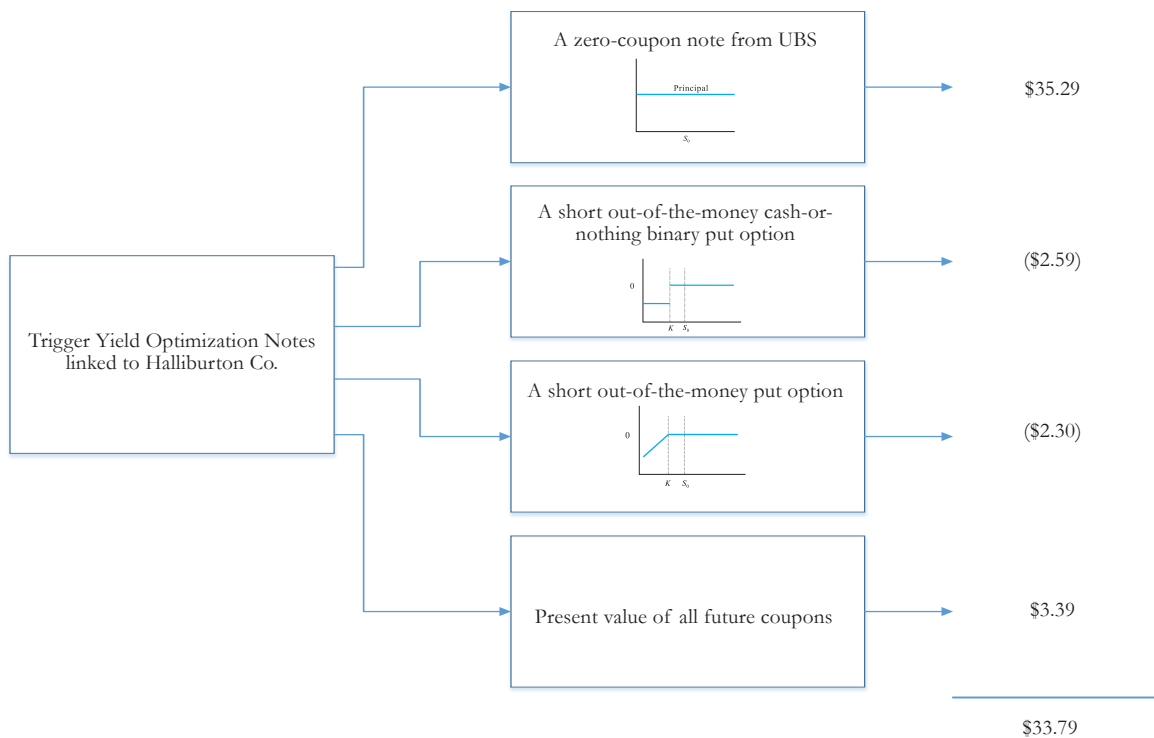 A zero-coupon note from UBS
Principal
S0
$35.29
A short out-of-the-money cash-or-
nothing binary put option
0
K S0
($2.59)
Trigger Yield Optimization Notes
linked to Halliburton Co.
A short out-of-the-money put option
0
K S0
($2.30)
Present value of all future coupons
$3.39
$33.79